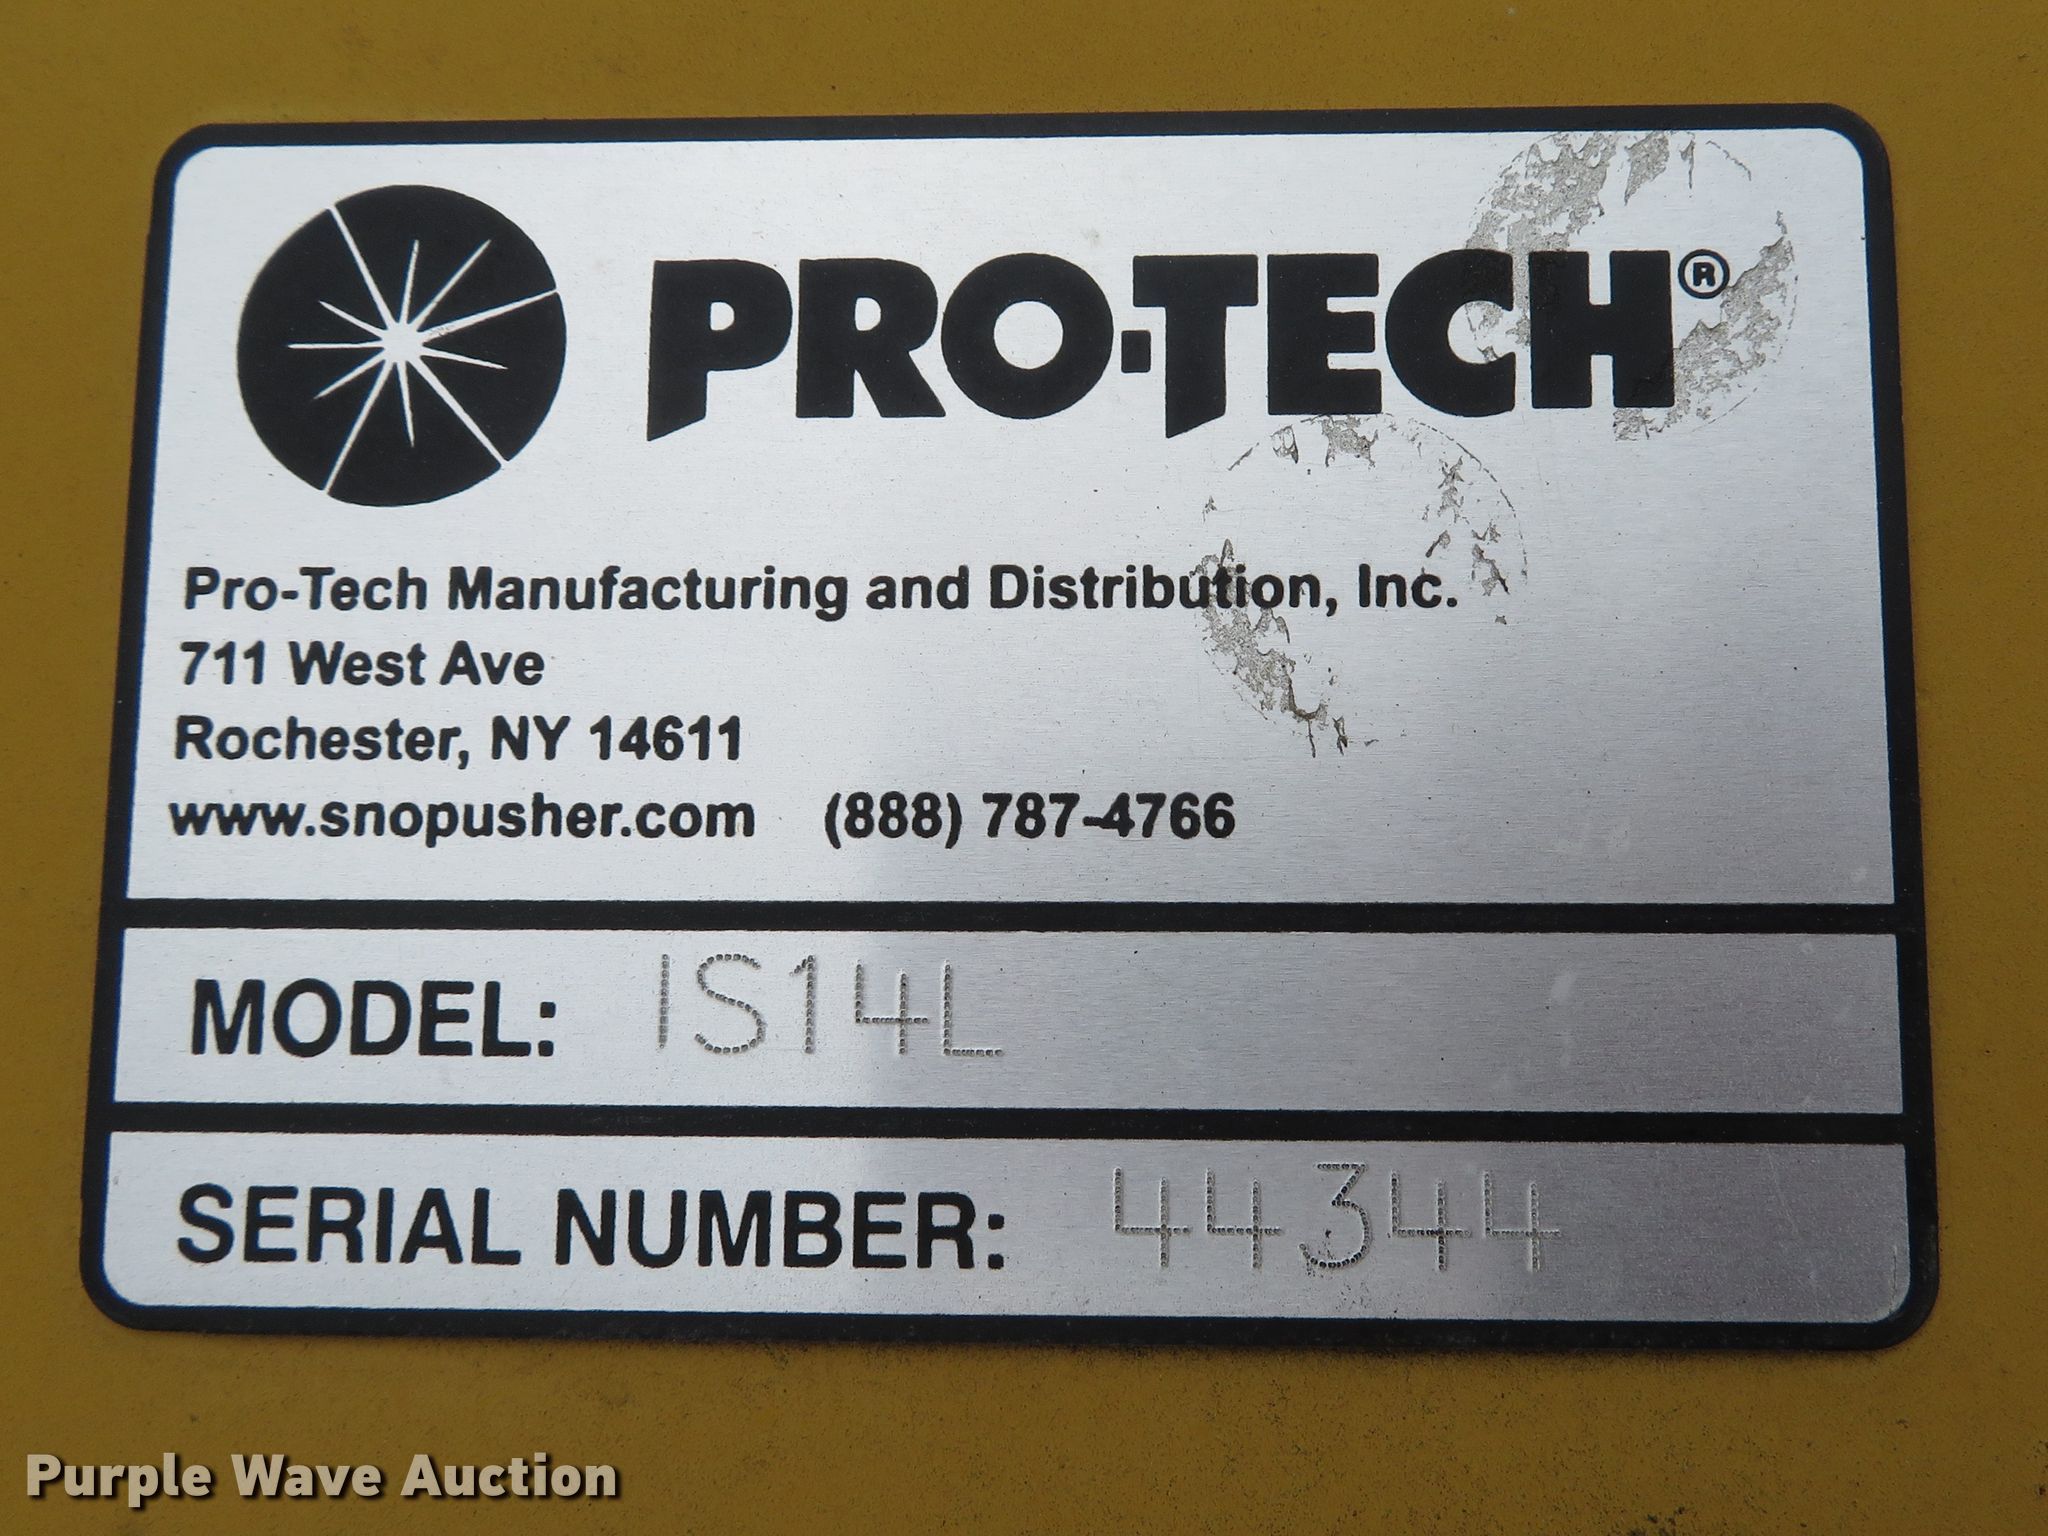 PRO-TECH®
Pro-Tech Manufacturing and Distribution, Inc.
711 West Ave
Rochester, NY 14611
www.snopusher.com (888) 787-4766
MODEL: IS14L
SERIAL NUMBER: 44344
Purple Wave Auction